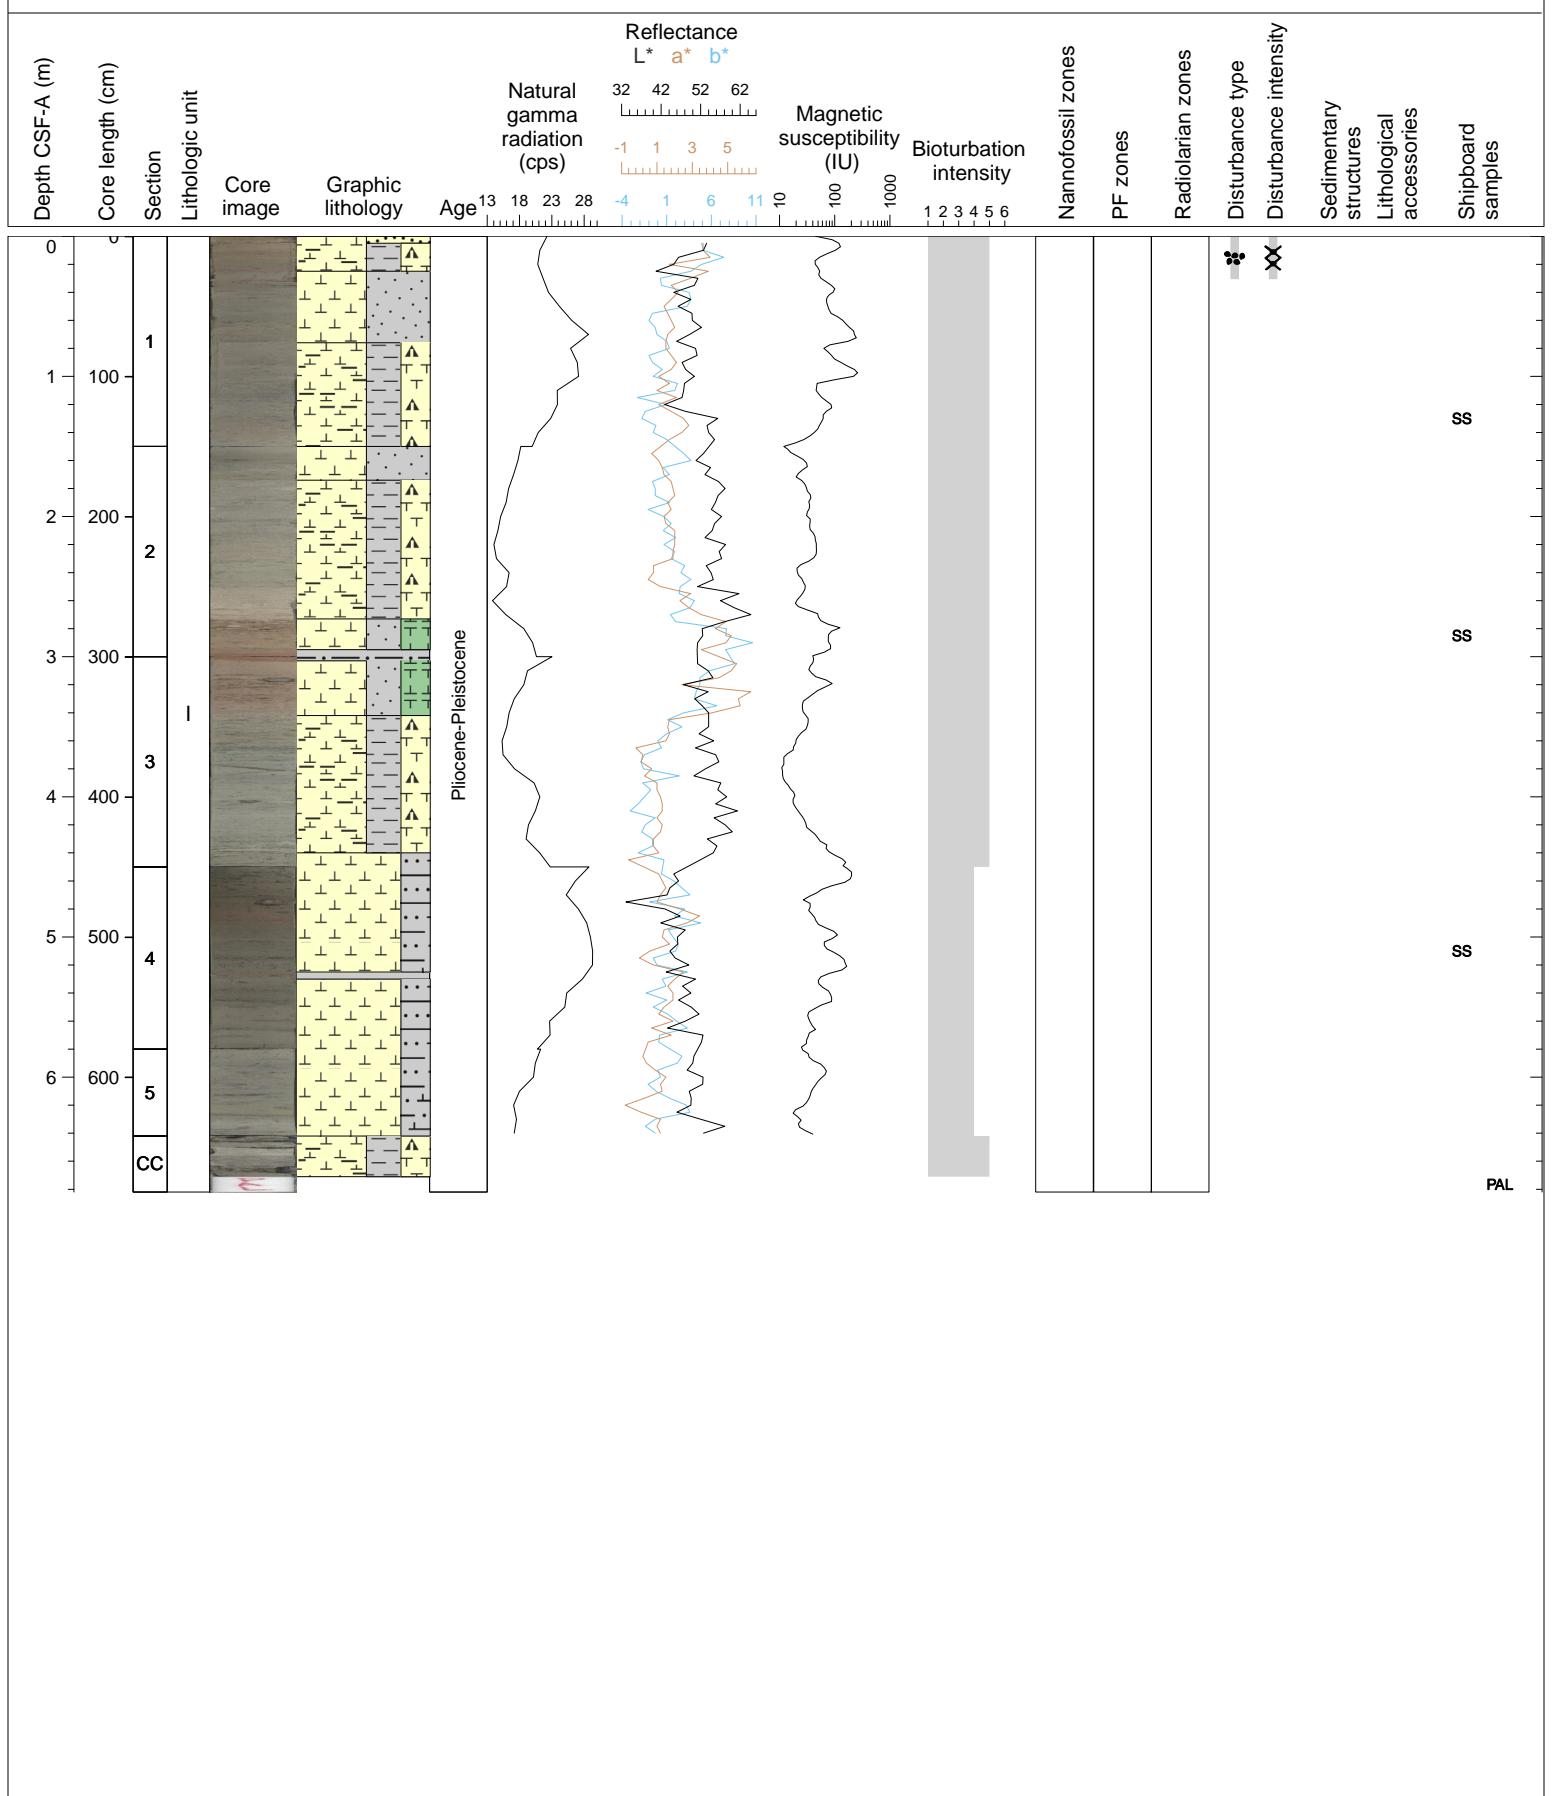 Depth CSF-A (m)
Core length (cm)
Section
Lithologic unit
Core
image
Graphic
lithology
Age
Natural
gamma
radiation
(cps)
13 18 23 28
Reflectance
L* a* b*
32 42 52 62
-1 1 3 5
-4 1 6 11
Magnetic
susceptibility
(IU)
10 100 1000
Bioturbation
intensity
1 2 3 4 5 6
Nannofossil zones
PF zones
Radiolarian zones
Disturbance type
Disturbance intensity
Sedimentary
structures
Lithological
accessories
Shipboard
samples
0 0
1
1 100
SS
2 200
2
SS
3 300
Pliocene-Pleistocene
I
3
4 400
5 500
4
SS
6 600
5
CC
PAL